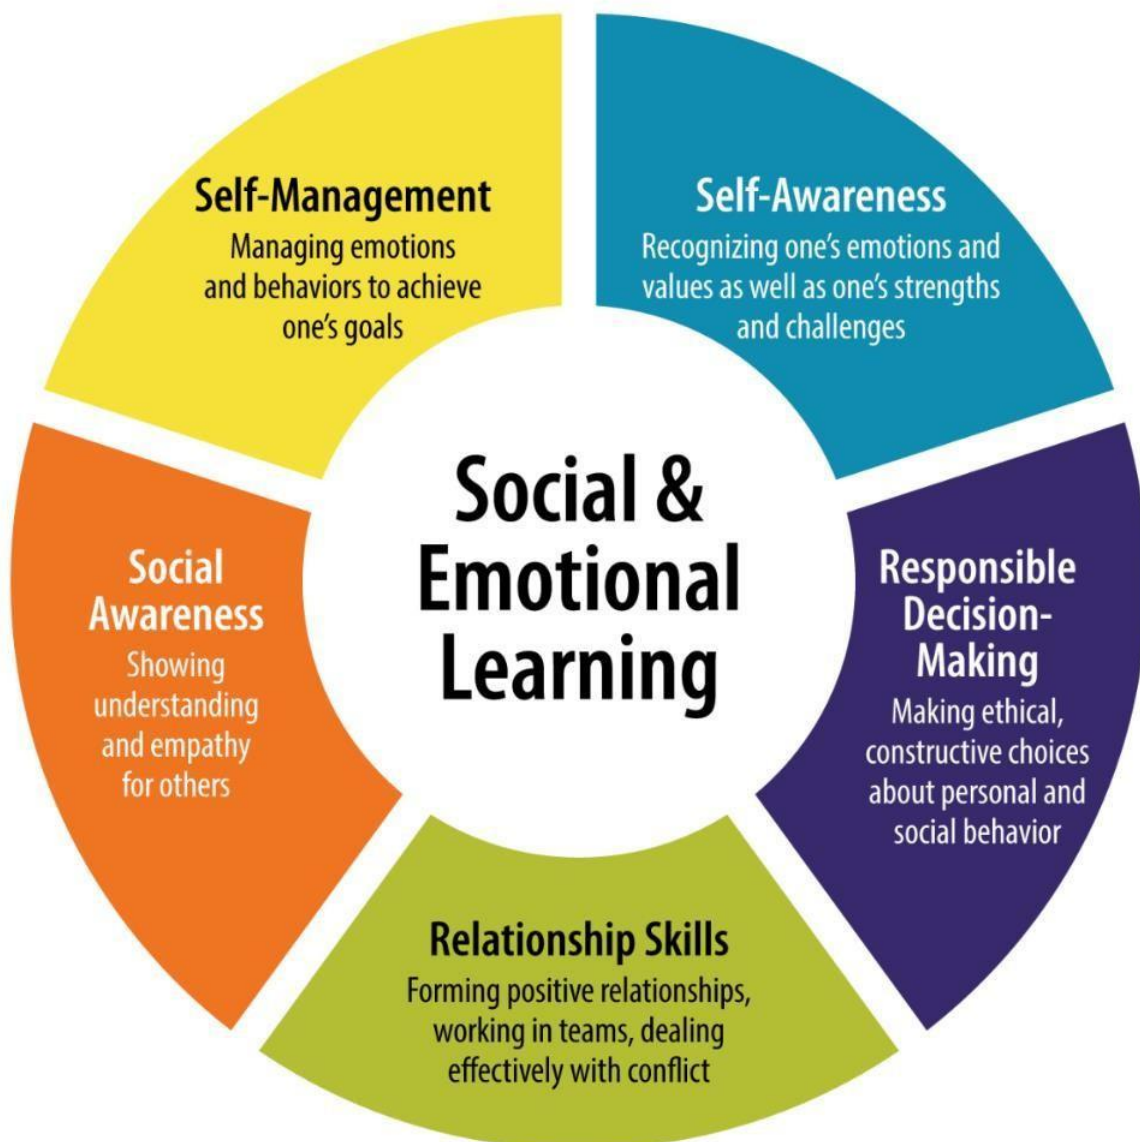 Self-Management
Managing emotions
and behaviors to achieve
one's goals
Self-Awareness
Recognizing one's emotions and
values as well as one's strengths
and challenges
Social &
Emotional
Learning
Social
Awareness
Showing
understanding
and empathy
for others
Responsible
Decision-
Making
Making ethical,
constructive choices
about personal and
social behavior
Relationship Skills
Forming positive relationships,
working in teams, dealing
effectively with conflict